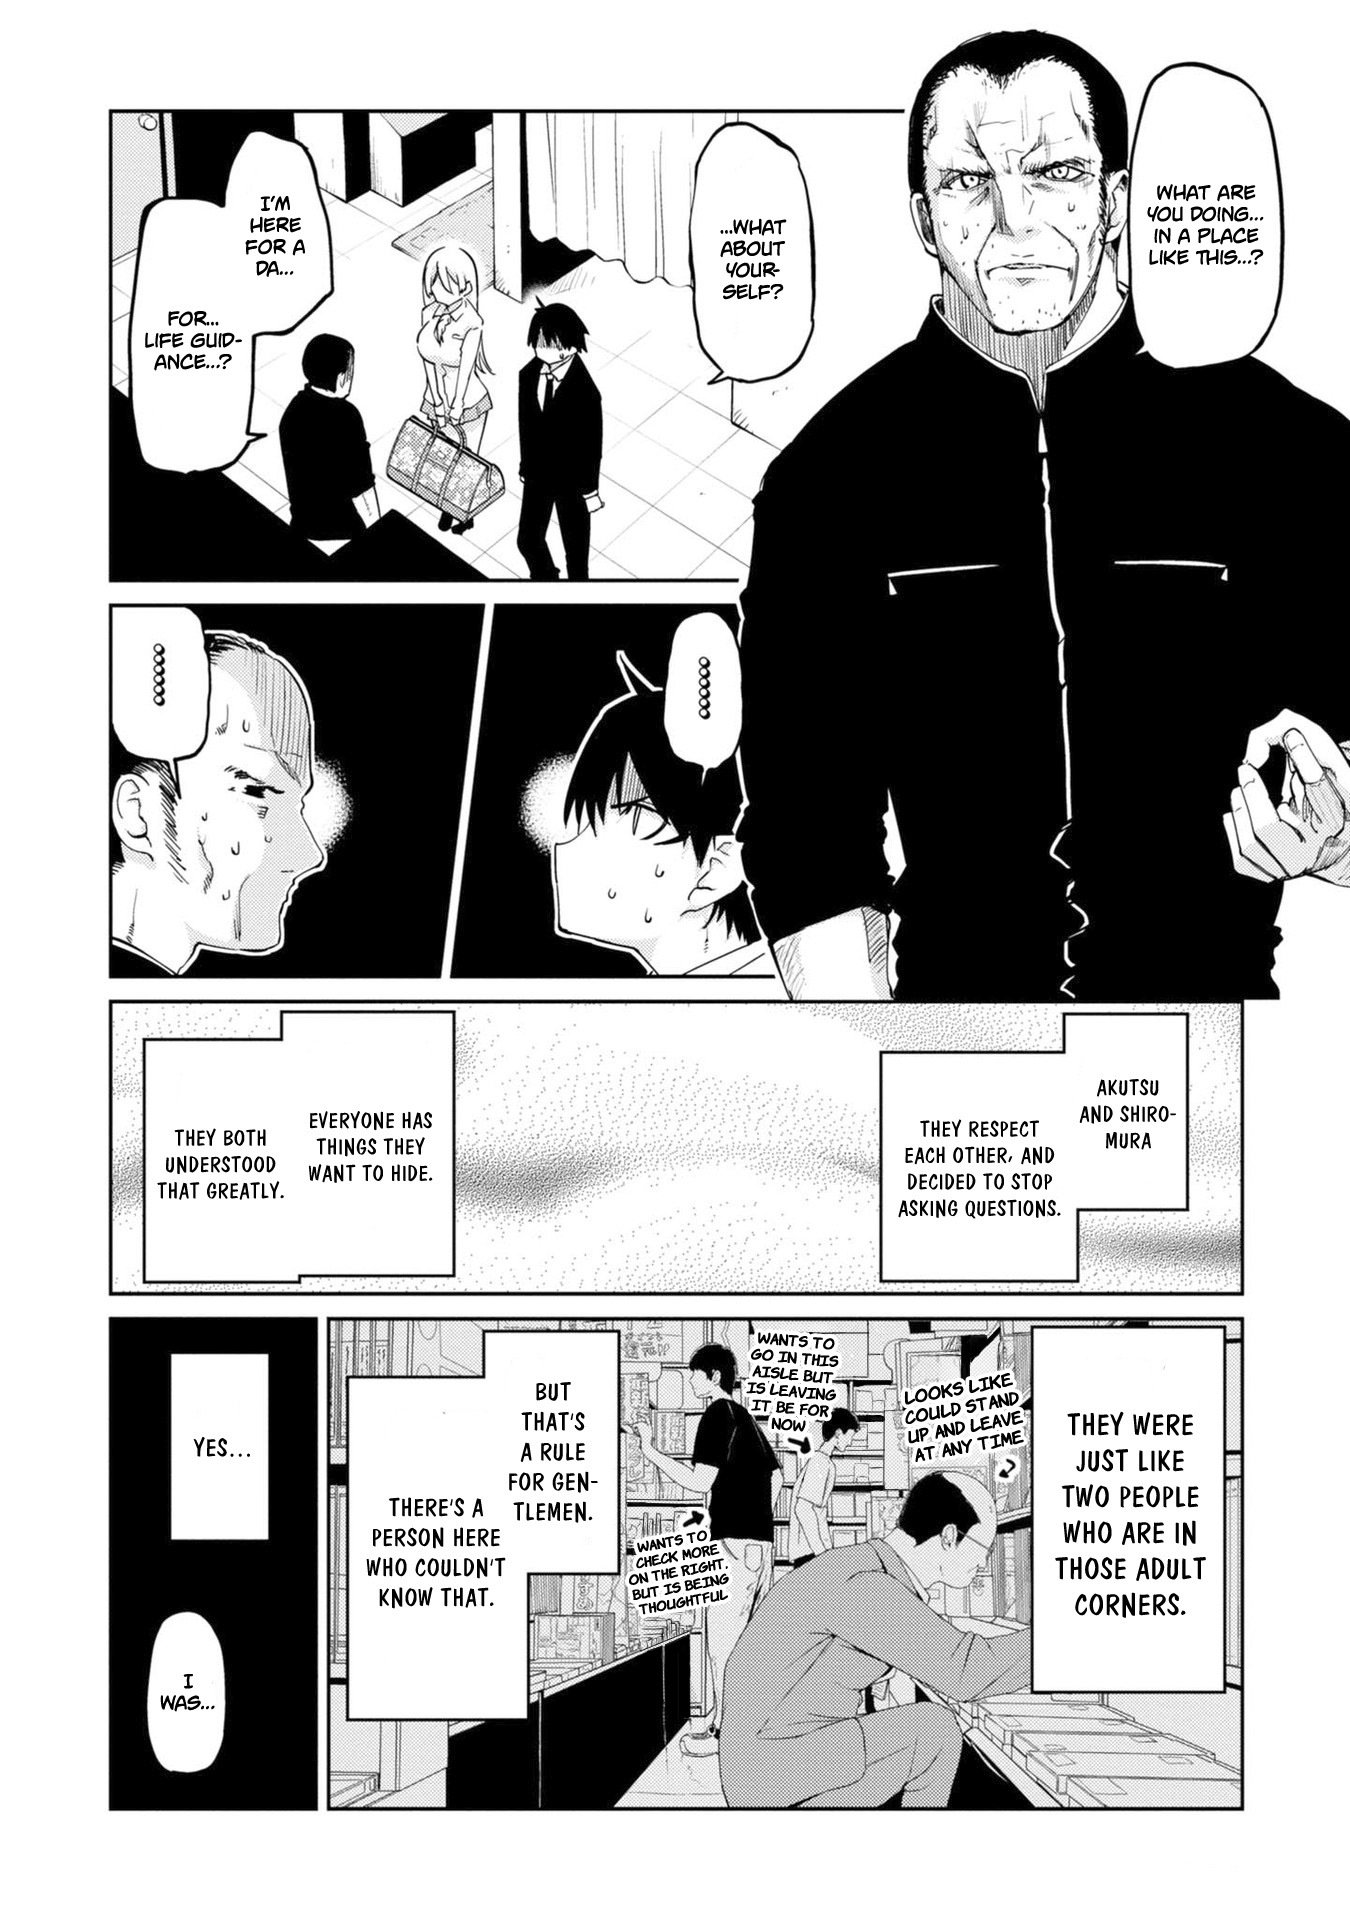 WHAT ARE
YOU DOING...
IN A PLACE
LIKE THIS...?
...WHAT
ABOUT
YOUR-
SELF?
I'M
HERE
FOR A
DA...
FOR...
LIFE GUID-
ANCE...?
AKUTSU
AND SHIRO-
MURA
THEY RESPECT
EACH OTHER, AND
DECIDED TO STOP
ASKING QUESTIONS.
EVERYONE HAS
THINGS THEY
WANT TO HIDE.
THEY BOTH
UNDERSTOOD
THAT GREATLY.
THEY WERE
JUST LIKE
TWO PEOPLE
WHO ARE IN
THOSE ADULT
CORNERS.
LOOKS LIKE
COULD STAND
UP AND LEAVE
AT ANY TIME
WANTS TO
GO IN THIS
AISLE BUT
IS LEAVING
IT BE FOR
NOW
WANTS TO
CHECK MORE
ON THE RIGHT.
BUT IS BEING
THOUGHTFUL
BUT
THAT'S
A RULE
FOR GEN-
TLEMEN.
THERE'S A
PERSON HERE
WHO COULDN'T
KNOW THAT.
YES...
I
WAS...